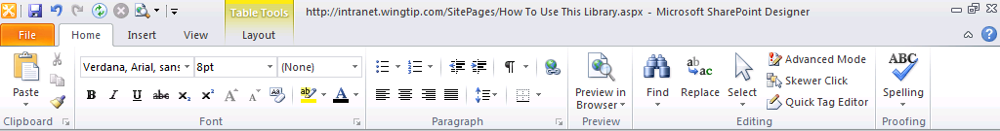 Table Tools
http://intranet.wingtip.com/SitePages/How To Use This Library.aspx - Microsoft SharePoint Designer
File Home Insert View Layout
Paste
Clipboard
Verdana, Arial, sans 8pt (None)
B I U abc x₂ x² A A Aa ab A
Font
Paragraph
Preview in
Browser
Preview
Find
ab
ac
Replace
Select
Advanced Mode
Skewer Click
Quick Tag Editor
Editing
ABC
Spelling
Proofing